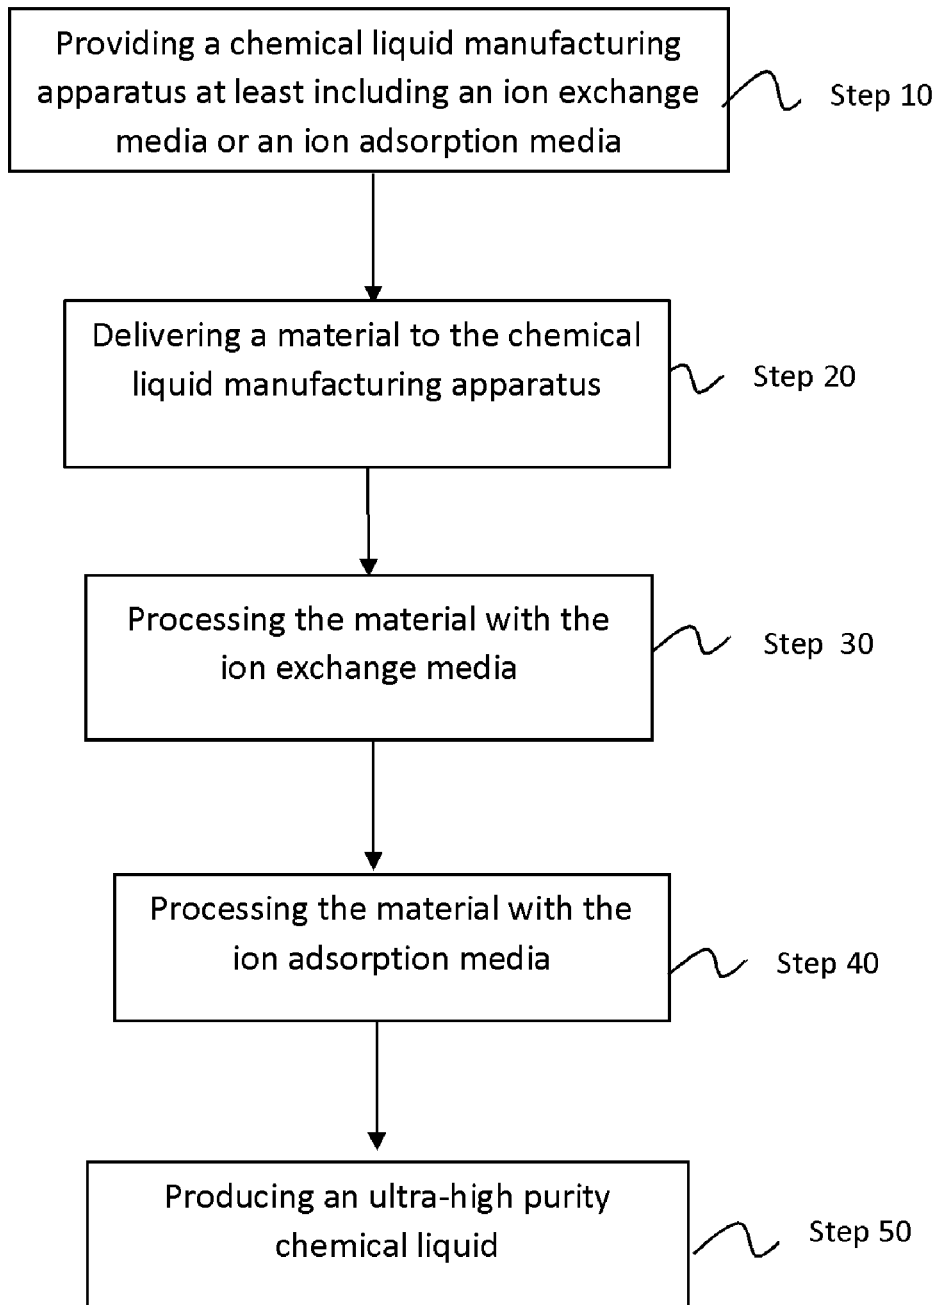 Providing a chemical liquid manufacturing
apparatus at least including an ion exchange
media or an ion adsorption media
Step 10
Delivering a material to the chemical
liquid manufacturing apparatus
Step 20
Processing the material with the
ion exchange media
Step 30
Processing the material with the
ion adsorption media
Step 40
Producing an ultra-high purity
chemical liquid
Step 50